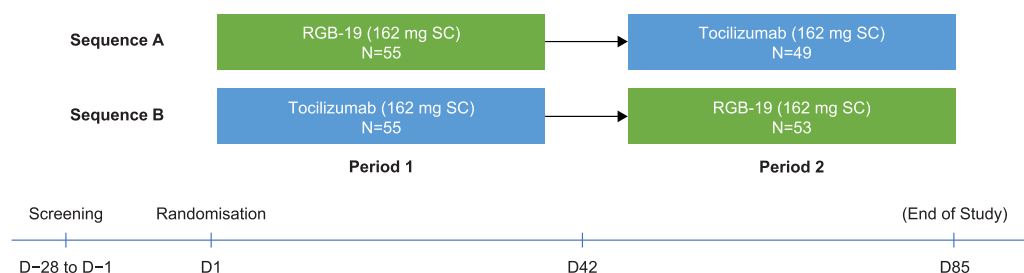 Sequence A
RGB-19 (162 mg SC)
N=55
Tocilizumab (162 mg SC)
N=49
Sequence B
Tocilizumab (162 mg SC)
N=55
RGB-19 (162 mg SC)
N=53
Period 1
Period 2
Screening
Randomisation
(End of Study)
D−28 to D−1
D1
D42
D85